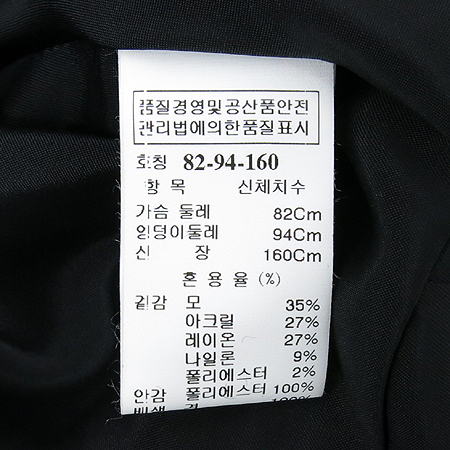 품질경영및공산품안전
관리법에의한품질표시
호칭 82-94-160
항 목 신체치수
가슴 둘레 82Cm
엉덩이둘레 94Cm
신 장 160Cm
혼 용 율 (%)
겉감 모 35%
아크릴 27%
레이온 27%
나일론 9%
폴리에스터 2%
안감 폴리에스터 100%
배색 100%